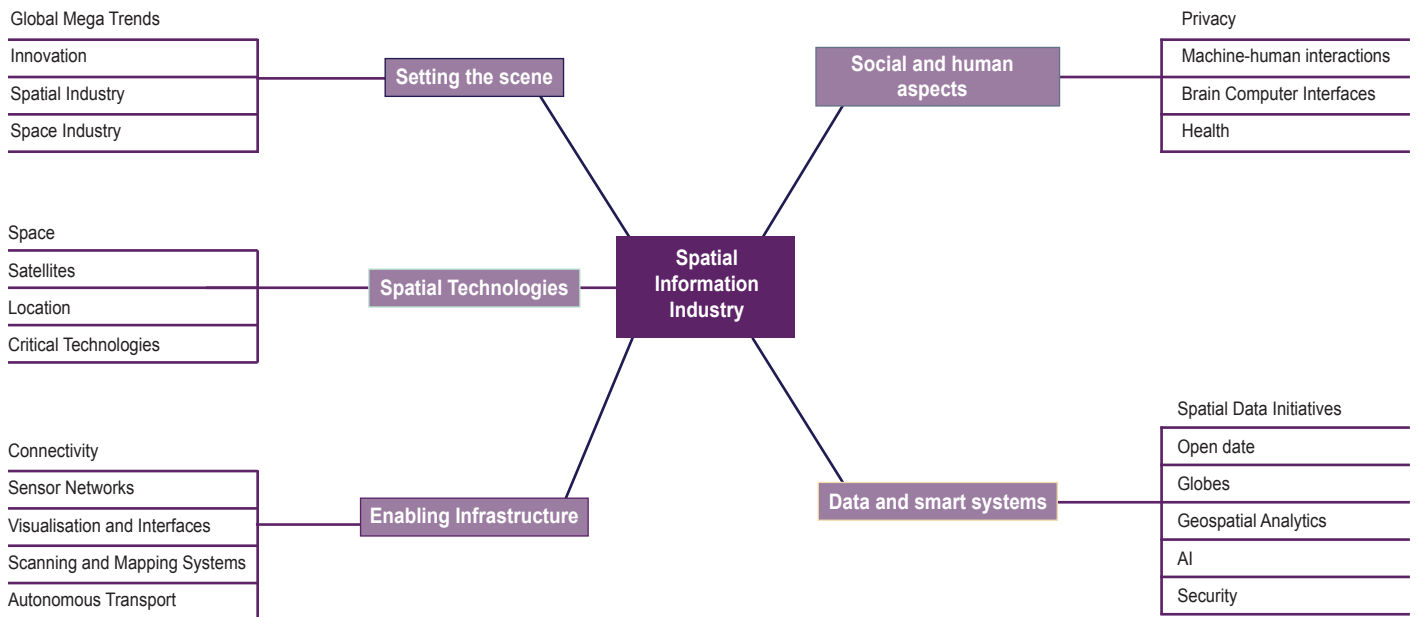 Global Mega Trends
Innovation
Spatial Industry
Space Industry
Setting the scene
Space
Satellites
Location
Critical Technologies
Spatial Technologies
Connectivity
Sensor Networks
Visualisation and Interfaces
Scanning and Mapping Systems
Autonomous Transport
Enabling Infrastructure
Spatial
Information
Industry
Social and human
aspects
Privacy
Machine-human interactions
Brain Computer Interfaces
Health
Data and smart systems
Spatial Data Initiatives
Open date
Globes
Geospatial Analytics
AI
Security